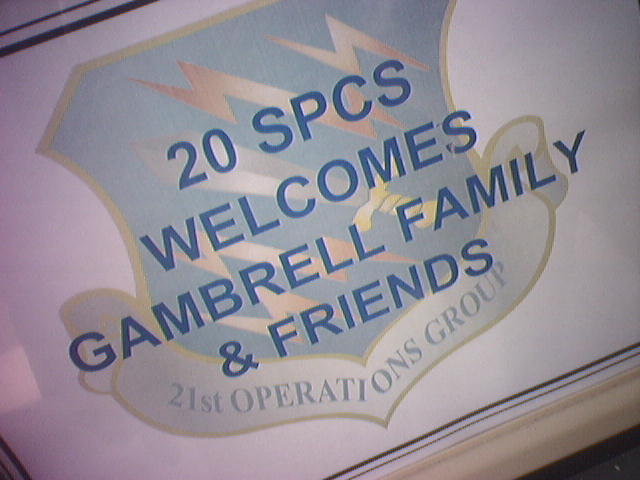 20 SPCS
WELCOMES
GAMBRELL FAMILY
& FRIENDS
21st OPERATIONS GROUP